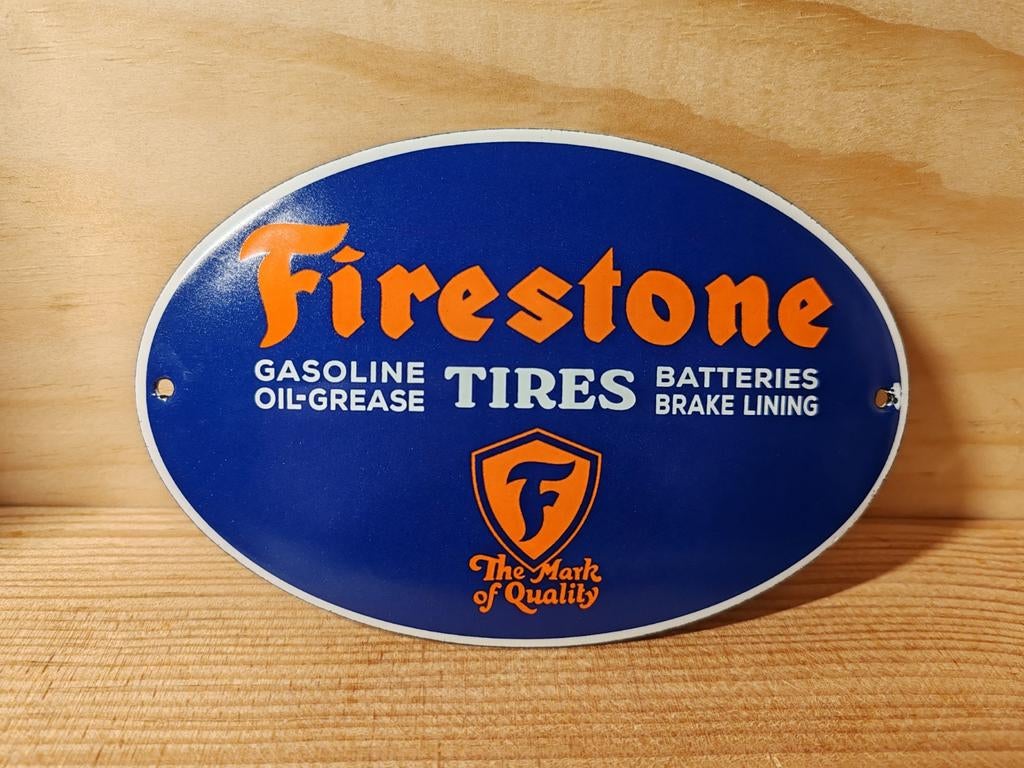 Firestone
GASOLINE
OIL-GREASE
TIRES
BATTERIES
BRAKE LINING
F
The Mark
of Quality